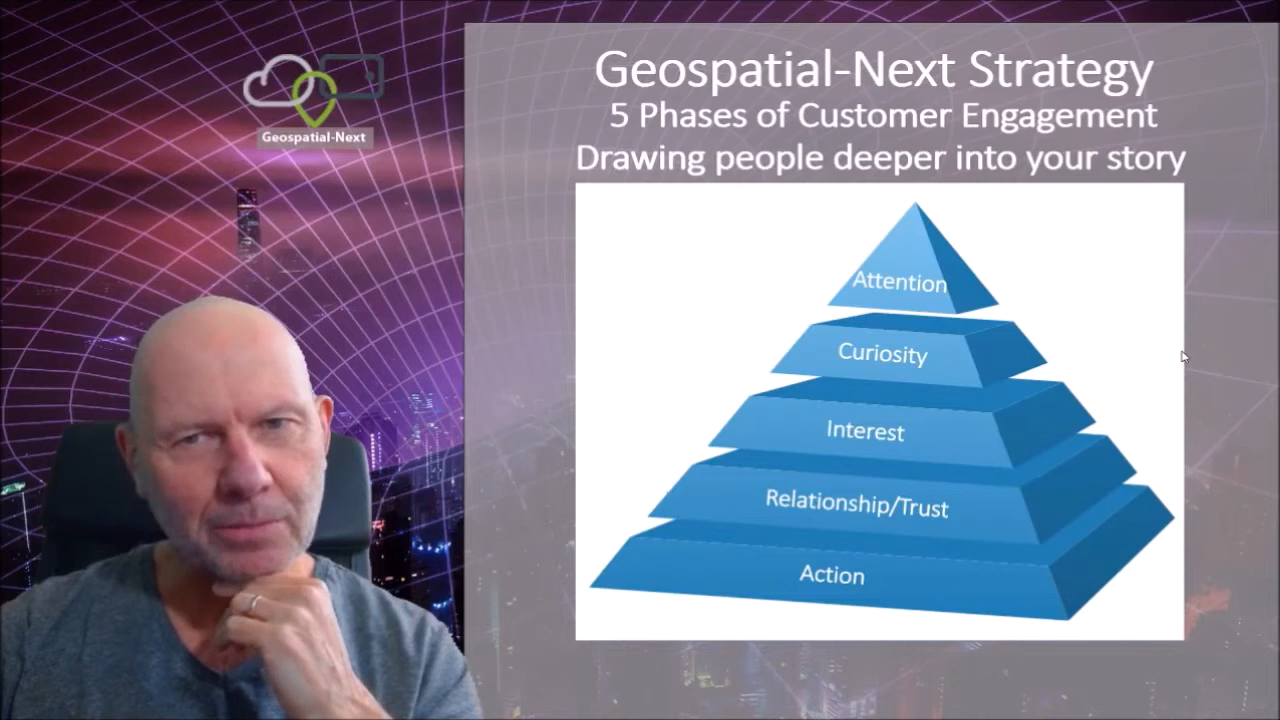 Geospatial-Next
Geospatial-Next Strategy
5 Phases of Customer Engagement
Drawing people deeper into your story
Attention
Curiosity
Interest
Relationship/Trust
Action